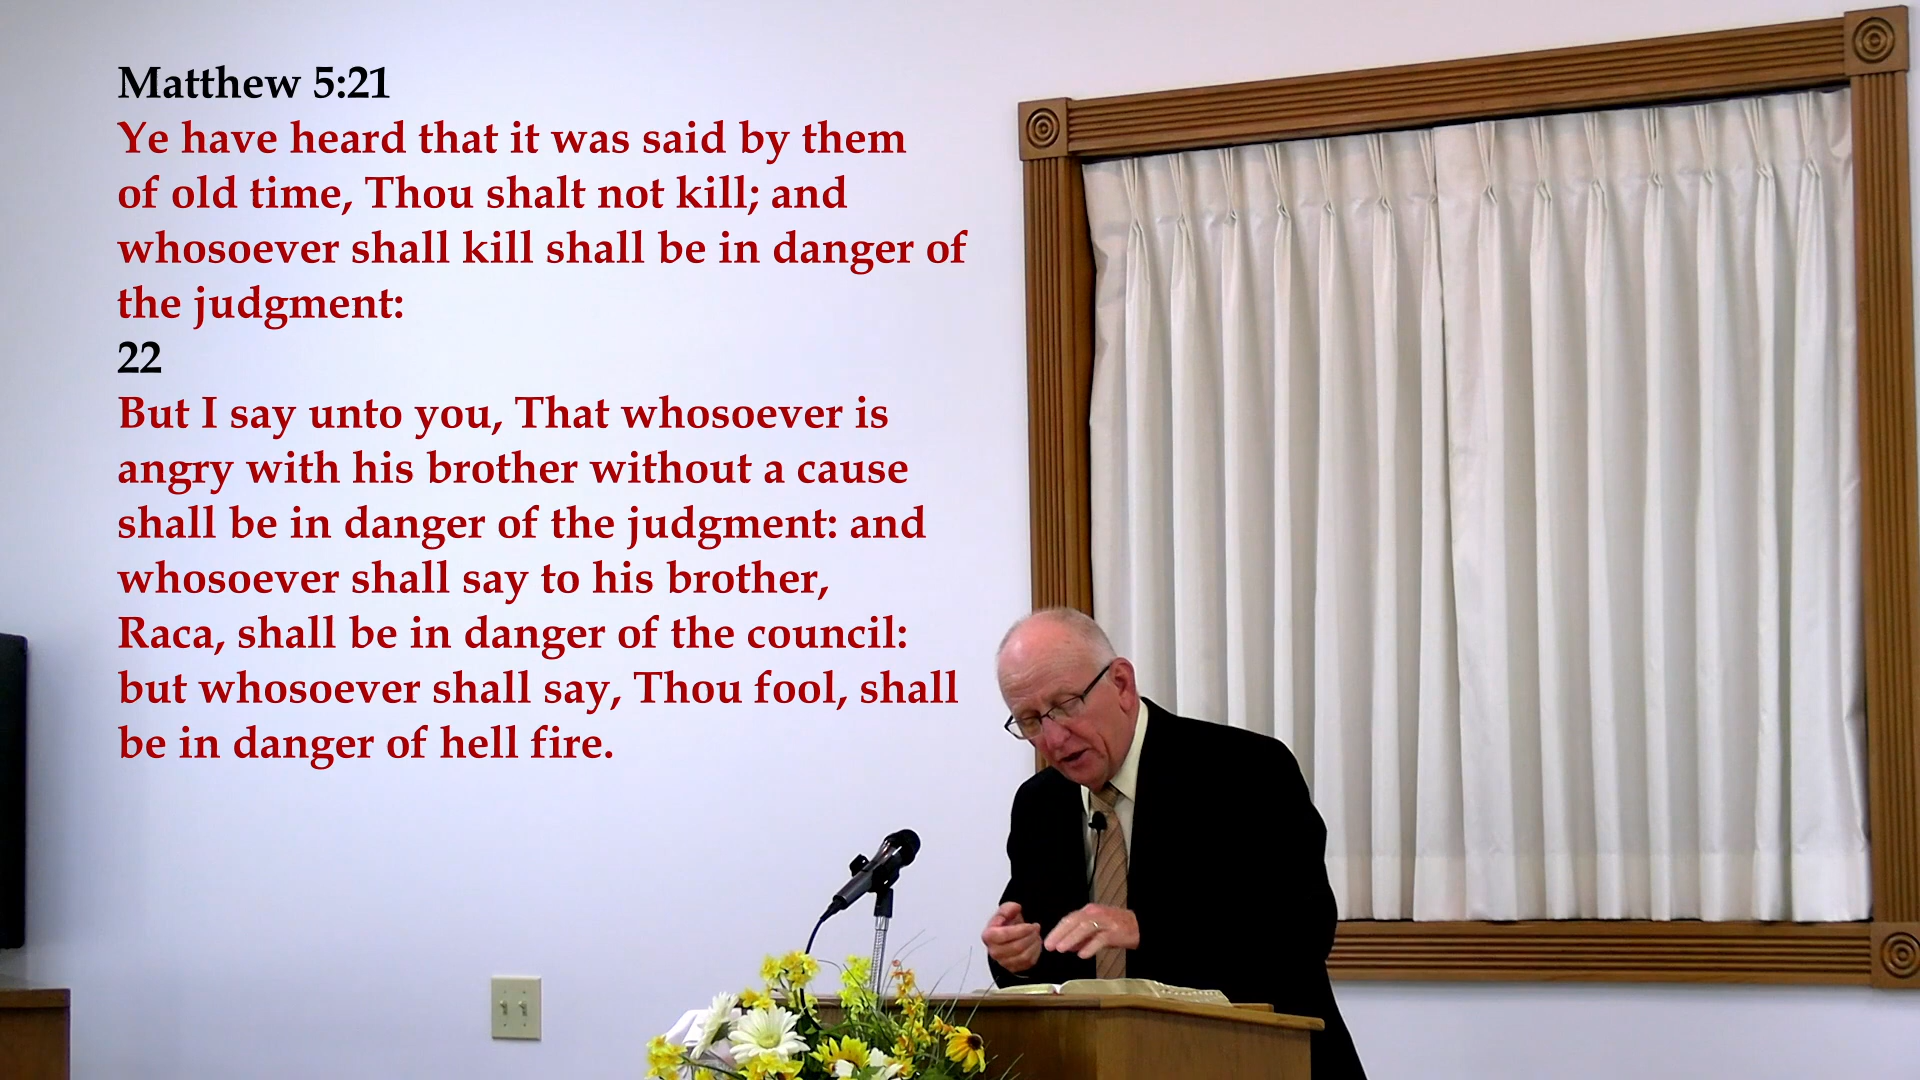 Matthew 5:21
Ye have heard that it was said by them
of old time, Thou shalt not kill; and
whosoever shall kill shall be in danger of
the judgment:
22
But I say unto you, That whosoever is
angry with his brother without a cause
shall be in danger of the judgment: and
whosoever shall say to his brother,
Raca, shall be in danger of the council:
but whosoever shall say, Thou fool, shall
be in danger of hell fire.